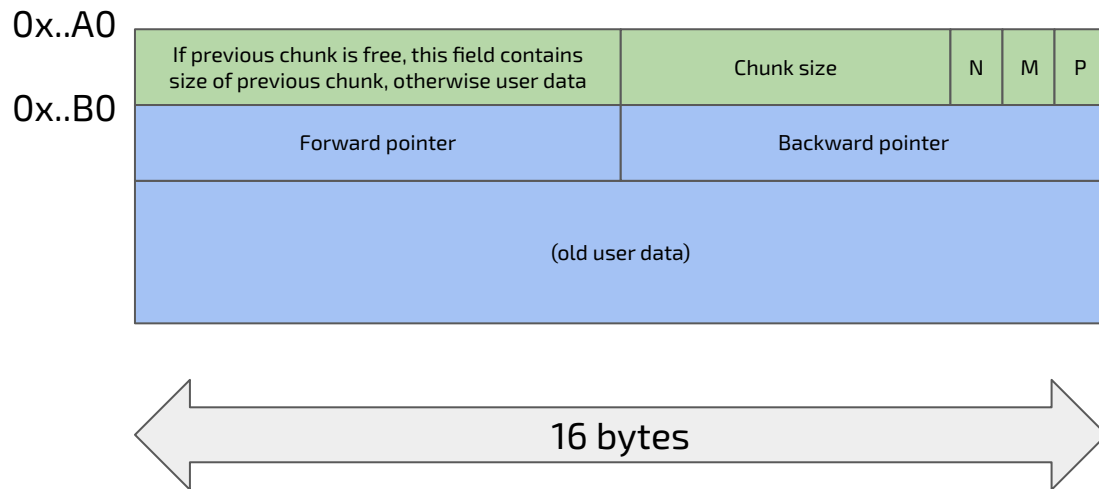 0x..A0
If previous chunk is free, this field contains
size of previous chunk, otherwise user data
Chunk size
N
M
P
0x..B0
Forward pointer
Backward pointer
(old user data)
16 bytes